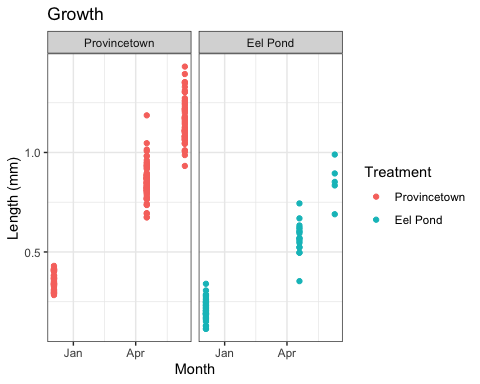 Growth
Provincetown
Eel Pond
1.0
0.5
Length (mm)
Jan
Apr
Jan
Apr
Month
Treatment
Provincetown
Eel Pond